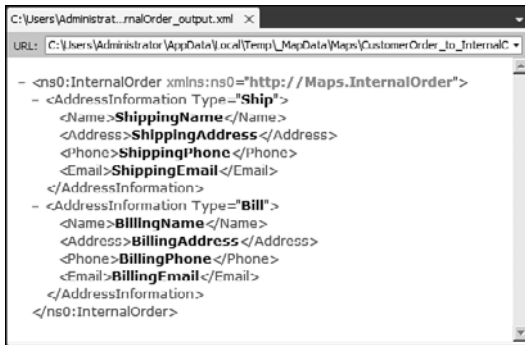 C:\Users\Administrat...rnalOrder_output.xml ×
URL: C:\Users\Administrator\AppData\Local\Temp\_MapData\Maps\CustomerOrder_to_InternalC
– <ns0:InternalOrder xmlns:ns0="http://Maps.InternalOrder">
– <AddressInformation Type="Ship">
<Name>ShippingName</Name>
<Address>ShippingAddress</Address>
<Phone>ShippingPhone</Phone>
<Email>ShippingEmail</Email>
</AddressInformation>
– <AddressInformation Type="Bill">
<Name>BillingName</Name>
<Address>BillingAddress</Address>
<Phone>BillingPhone</Phone>
<Email>BillingEmail</Email>
</AddressInformation>
</ns0:InternalOrder>